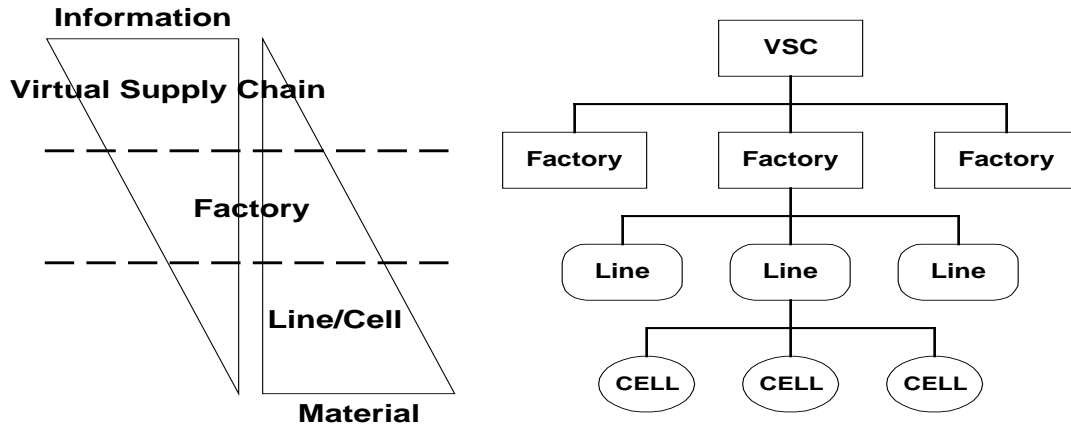 Information
Virtual Supply Chain
Factory
Line/Cell
Material
VSC
Factory Factory Factory
Line Line Line
CELL CELL CELL